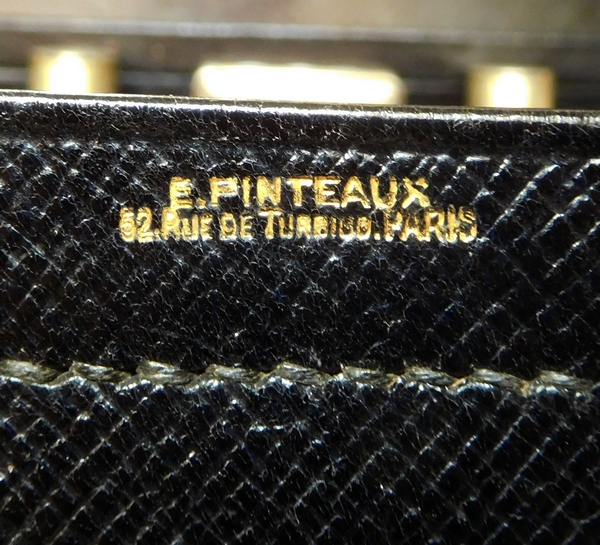 E. PINTEAUX
62. RUE DE TURBIGO. PARIS